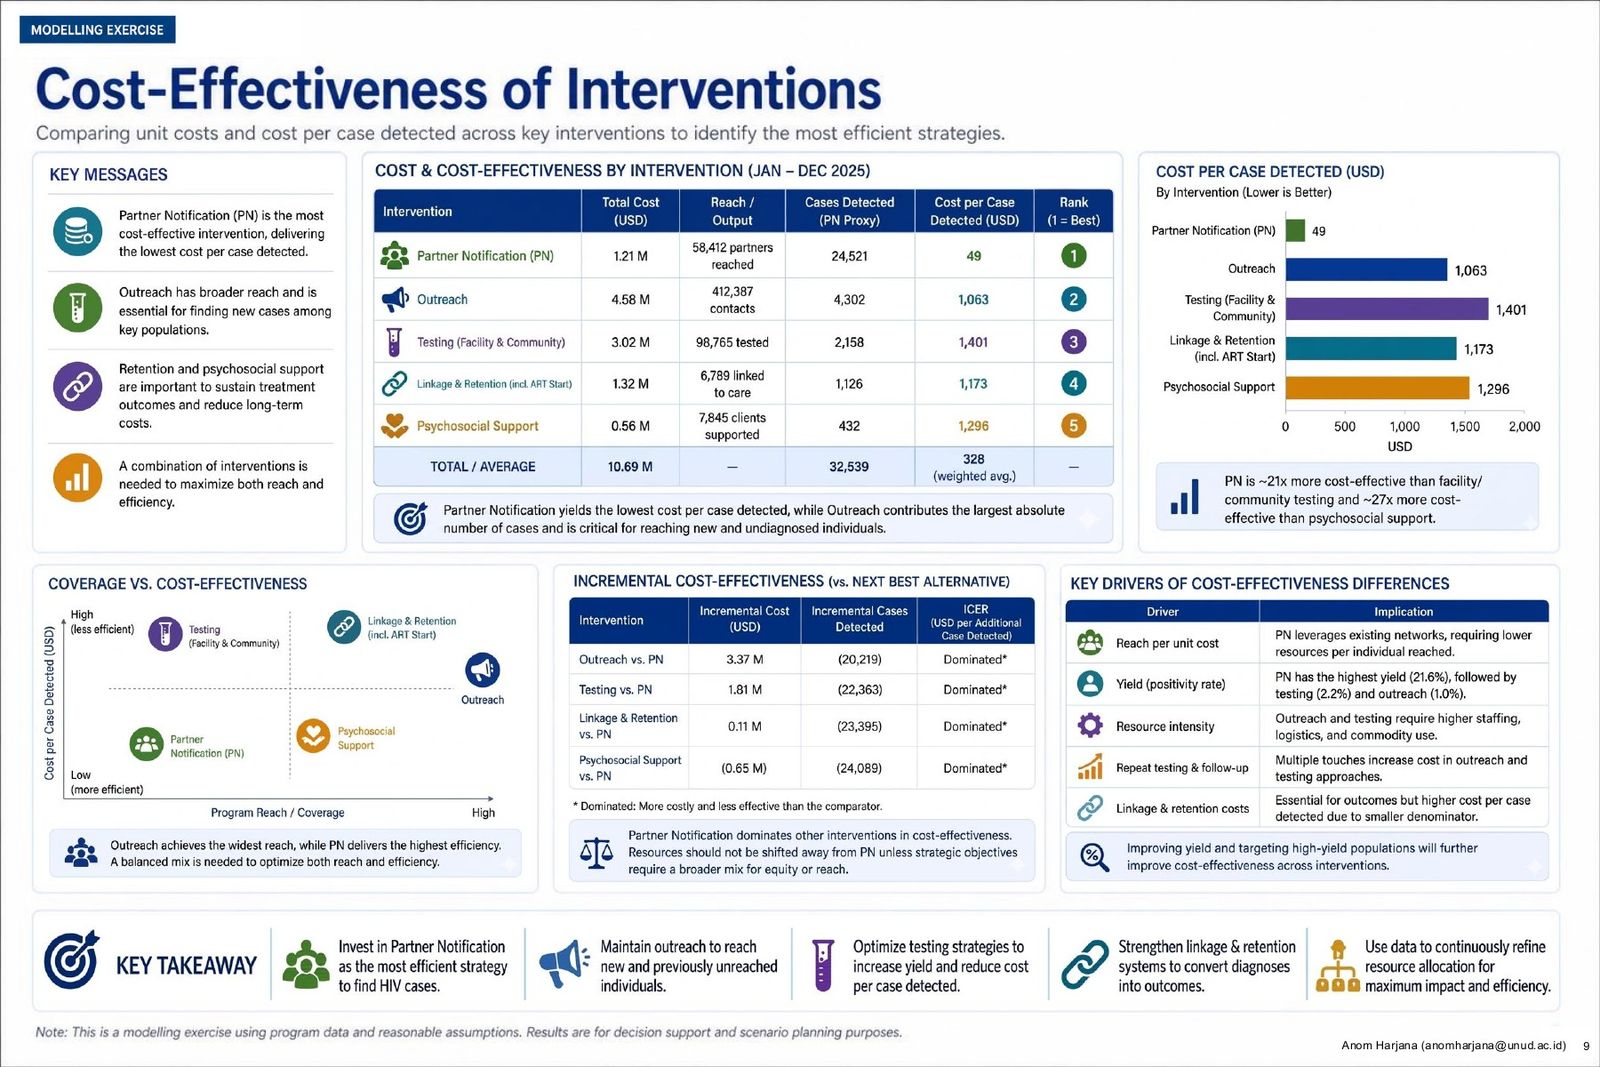 MODELLING EXERCISE
Cost-Effectiveness of Interventions
Comparing unit costs and cost per case detected across key interventions to identify the most efficient strategies.
KEY MESSAGES
Partner Notification (PN) is the most
cost-effective intervention, delivering
the lowest cost per case detected.
Outreach has broader reach and is
essential for finding new cases among
key populations.
Retention and psychosocial support
are important to sustain treatment
outcomes and reduce long-term
costs.
A combination of interventions is
needed to maximize both reach and
efficiency.
COST & COST-EFFECTIVENESS BY INTERVENTION (JAN – DEC 2025)
Intervention Total Cost (USD) Reach / Output Cases Detected (PN Proxy) Cost per Case Detected (USD) Rank (1 = Best)
Partner Notification (PN) 1.21 M 58,412 partners reached 24,521 49 1
Outreach 4.58 M 412,387 contacts 4,302 1,063 2
Testing (Facility & Community) 3.02 M 98,765 tested 2,158 1,401 3
Linkage & Retention (incl. ART Start) 1.32 M 6,789 linked to care 1,126 1,173 4
Psychosocial Support 0.56 M 7,845 clients supported 432 1,296 5
TOTAL / AVERAGE 10.69 M — 32,539 328 (weighted avg.) —
Partner Notification yields the lowest cost per case detected, while Outreach contributes the largest absolute
number of cases and is critical for reaching new and undiagnosed individuals.
COST PER CASE DETECTED (USD)
By Intervention (Lower is Better)
Partner Notification (PN) 49
Outreach 1,063
Testing (Facility & Community) 1,401
Linkage & Retention (incl. ART Start) 1,173
Psychosocial Support 1,296
0 500 1,000 1,500 2,000
USD
PN is ~21x more cost-effective than facility/
community testing and ~27x more cost-
effective than psychosocial support.
COVERAGE VS. COST-EFFECTIVENESS
Cost per Case Detected (USD)
High
(less efficient)
Testing
(Facility & Community)
Linkage & Retention
(incl. ART Start)
Outreach
Partner
Notification (PN)
Psychosocial
Support
Low
(more efficient)
Program Reach / Coverage
High
Outreach achieves the widest reach, while PN delivers the highest efficiency.
A balanced mix is needed to optimize both reach and efficiency.
INCREMENTAL COST-EFFECTIVENESS (vs. NEXT BEST ALTERNATIVE)
Intervention Incremental Cost (USD) Incremental Cases Detected ICER (USD per Additional Case Detected)
Outreach vs. PN 3.37 M (20,219) Dominated*
Testing vs. PN 1.81 M (22,363) Dominated*
Linkage & Retention vs. PN 0.11 M (23,395) Dominated*
Psychosocial Support vs. PN (0.65 M) (24,089) Dominated*
* Dominated: More costly and less effective than the comparator.
Partner Notification dominates other interventions in cost-effectiveness.
Resources should not be shifted away from PN unless strategic objectives
require a broader mix for equity or reach.
KEY DRIVERS OF COST-EFFECTIVENESS DIFFERENCES
Driver Implication
Reach per unit cost PN leverages existing networks, requiring lower resources per individual reached.
Yield (positivity rate) PN has the highest yield (21.6%), followed by testing (2.2%) and outreach (1.0%).
Resource intensity Outreach and testing require higher staffing, logistics, and commodity use.
Repeat testing & follow-up Multiple touches increase cost in outreach and testing approaches.
Linkage & retention costs Essential for outcomes but higher cost per case detected due to smaller denominator.
Improving yield and targeting high-yield populations will further
improve cost-effectiveness across interventions.
KEY TAKEAWAY
Invest in Partner Notification
as the most efficient strategy
to find HIV cases.
Maintain outreach to reach
new and previously unreached
individuals.
Optimize testing strategies to
increase yield and reduce cost
per case detected.
Strengthen linkage & retention
systems to convert diagnoses
into outcomes.
Use data to continuously refine
resource allocation for
maximum impact and efficiency.
Note: This is a modelling exercise using program data and reasonable assumptions. Results are for decision support and scenario planning purposes.
Anom Harjana (anomharjana@unud.ac.id) 9